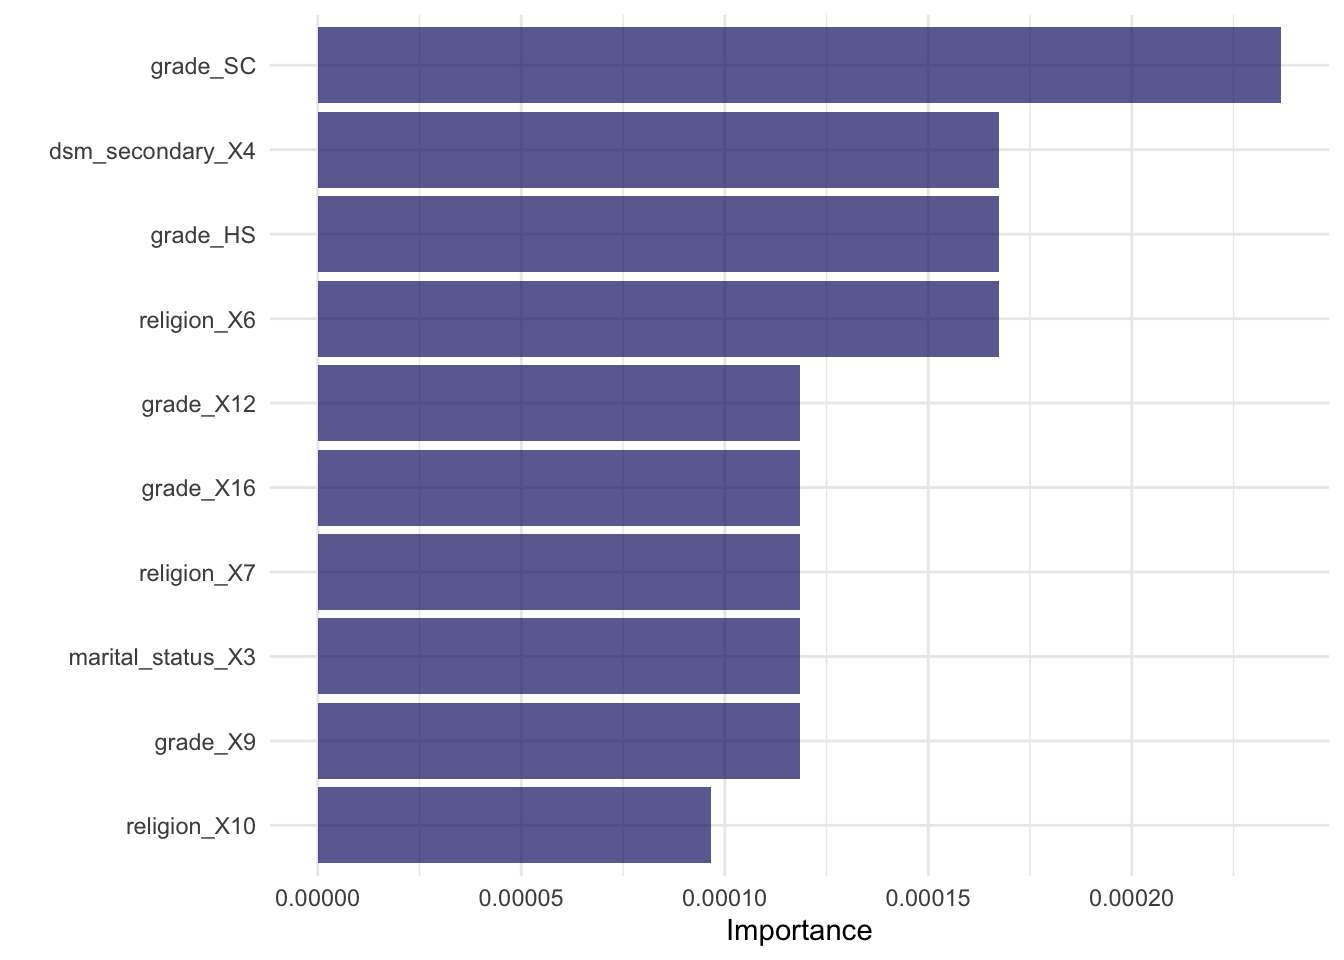 grade_SC
dsm_secondary_X4
grade_HS
religion_X6
grade_X12
grade_X16
religion_X7
marital_status_X3
grade_X9
religion_X10
0.00000 0.00005 0.00010 0.00015 0.00020
Importance